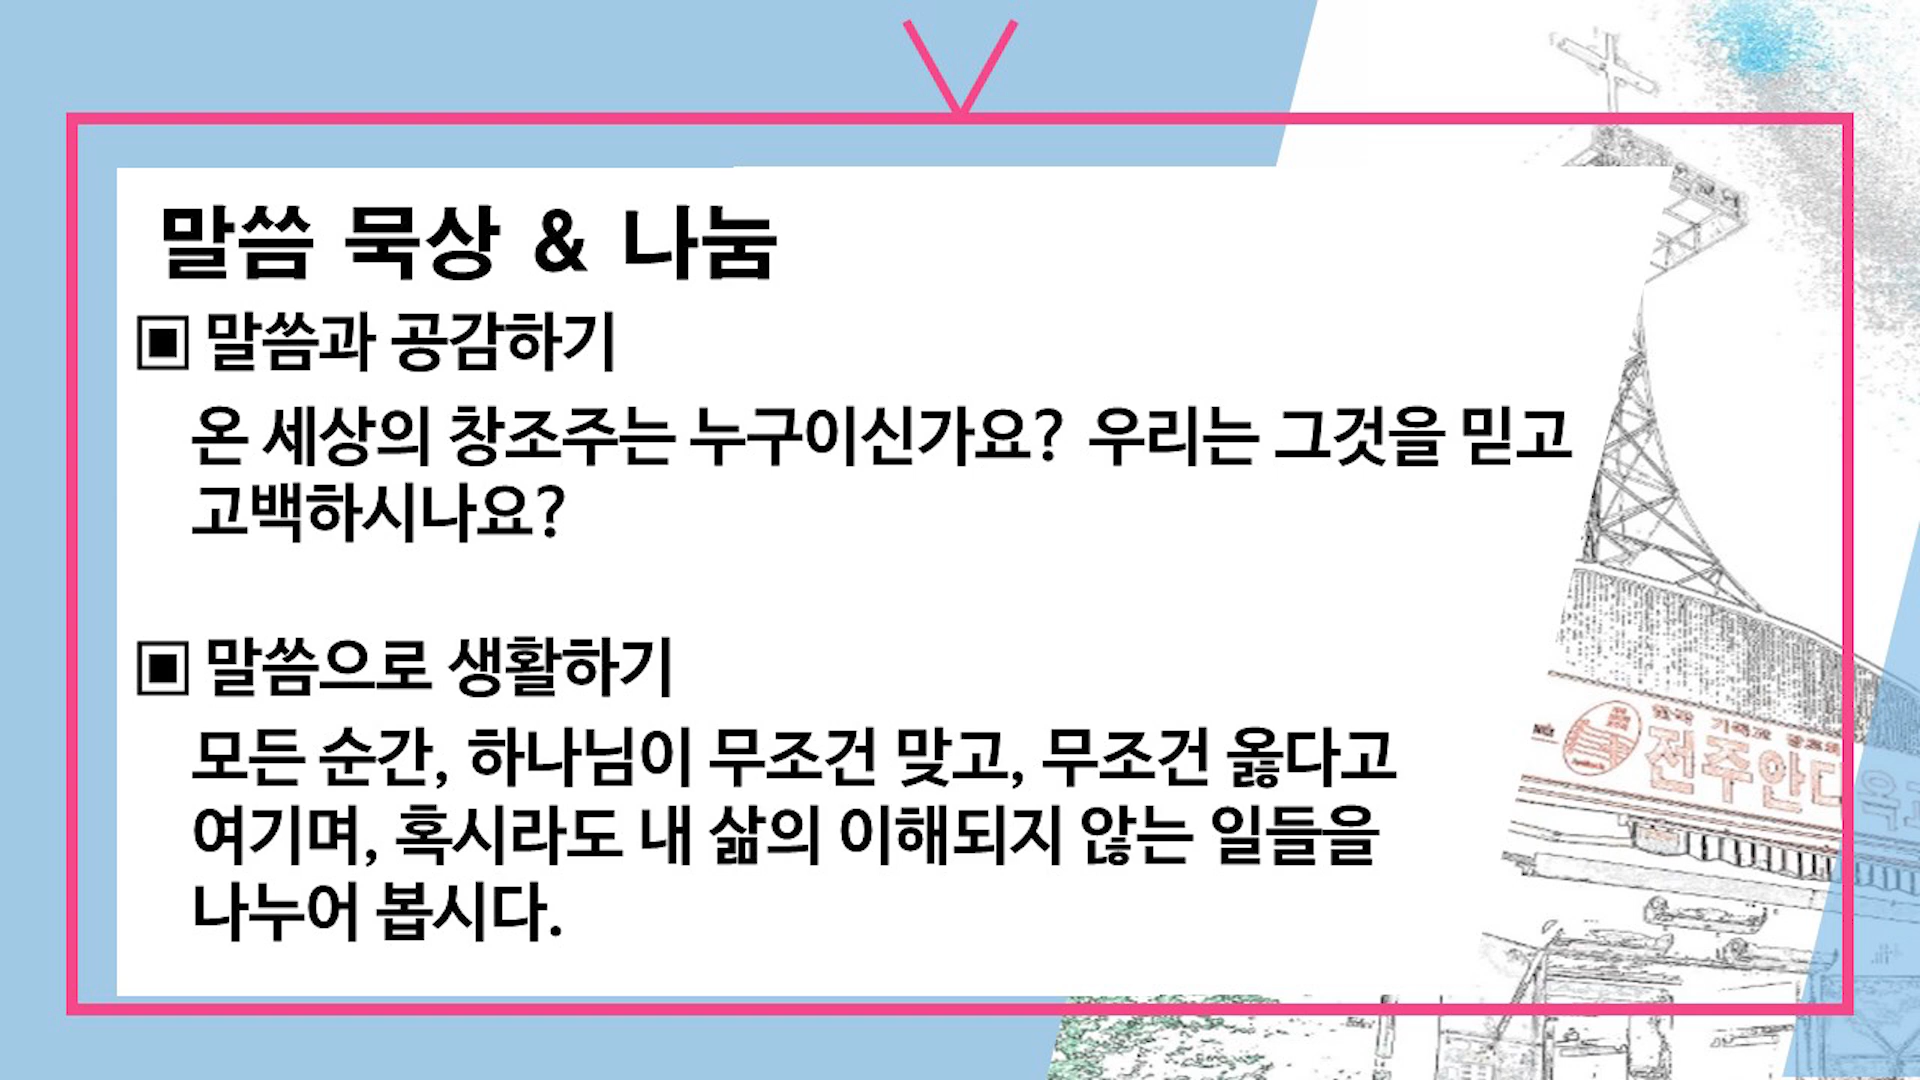 말씀 묵상 & 나눔
▣ 말씀과 공감하기
온 세상의 창조주는 누구이신가요? 우리는 그것을 믿고
고백하시나요?
▣ 말씀으로 생활하기
모든 순간, 하나님이 무조건 맞고, 무조건 옳다고
여기며, 혹시라도 내 삶의 이해되지 않는 일들을
나누어 봅시다.
전주안디